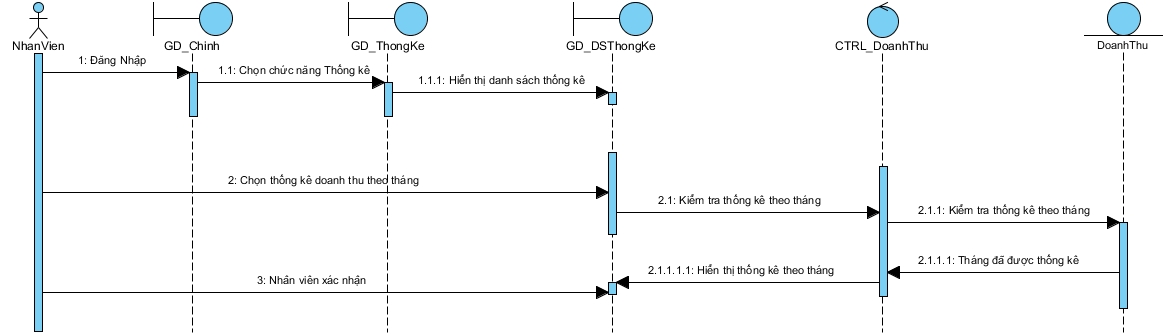 NhanVien
GD_Chinh
GD_ThongKe
GD_DSThongKe
CTRL_DoanhThu
DoanhThu
1: Đăng Nhập
1.1: Chọn chức năng Thống kê
1.1.1: Hiển thị danh sách thống kê
2: Chọn thống kê doanh thu theo tháng
2.1: Kiểm tra thống kê theo tháng
2.1.1: Kiểm tra thống kê theo tháng
2.1.1.1: Tháng đã được thống kê
2.1.1.1.1: Hiển thị thống kê theo tháng
3: Nhân viên xác nhận